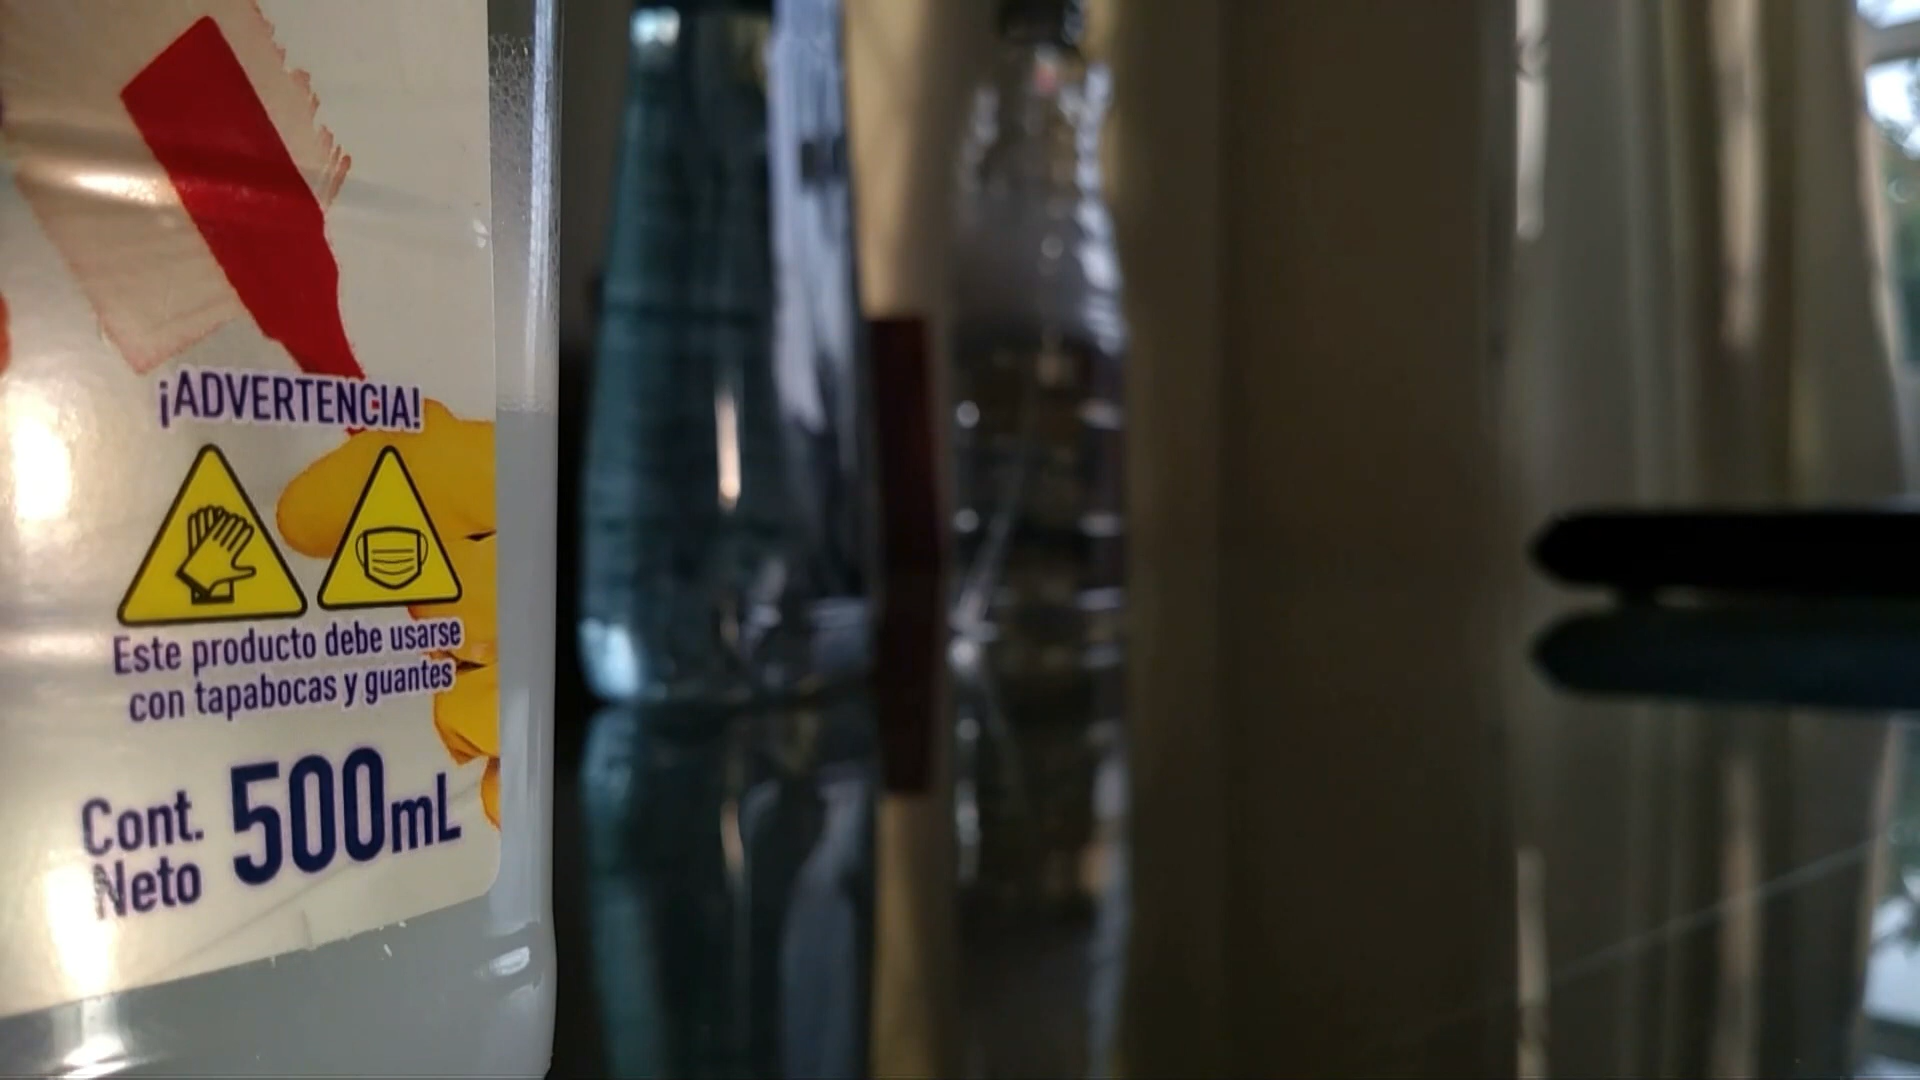 ¡ADVERTENCIA!
Este producto debe usarse
con tapabocas y guantes
Cont. 500mL
Neto